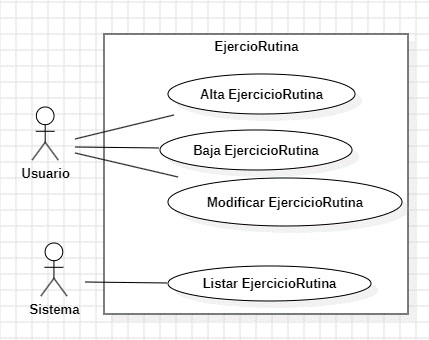 EjercioRutina
Alta EjercicioRutina
Baja EjercicioRutina
Usuario
Modificar EjercicioRutina
Listar EjercicioRutina
Sistema